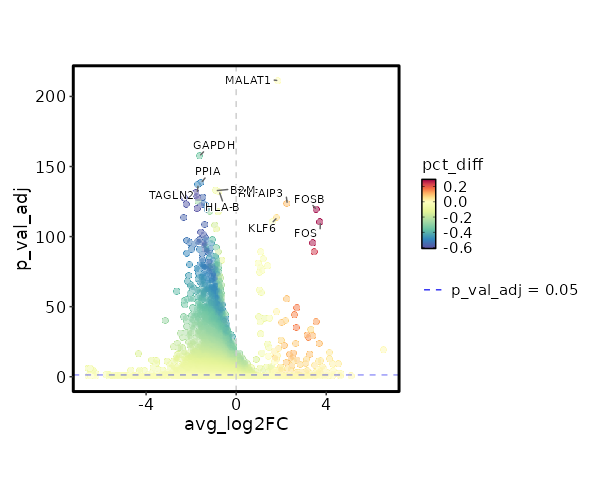 MALAT1
200
GAPDH
PPIA
150
TAGLN2
B2M
TNFAIP3
FOSB
HLA-B
KLF6
FOS
100
50
0
p_val_adj
-4
0
4
avg_log2FC
pct_diff
0.2
0.0
-0.2
-0.4
-0.6
p_val_adj = 0.05